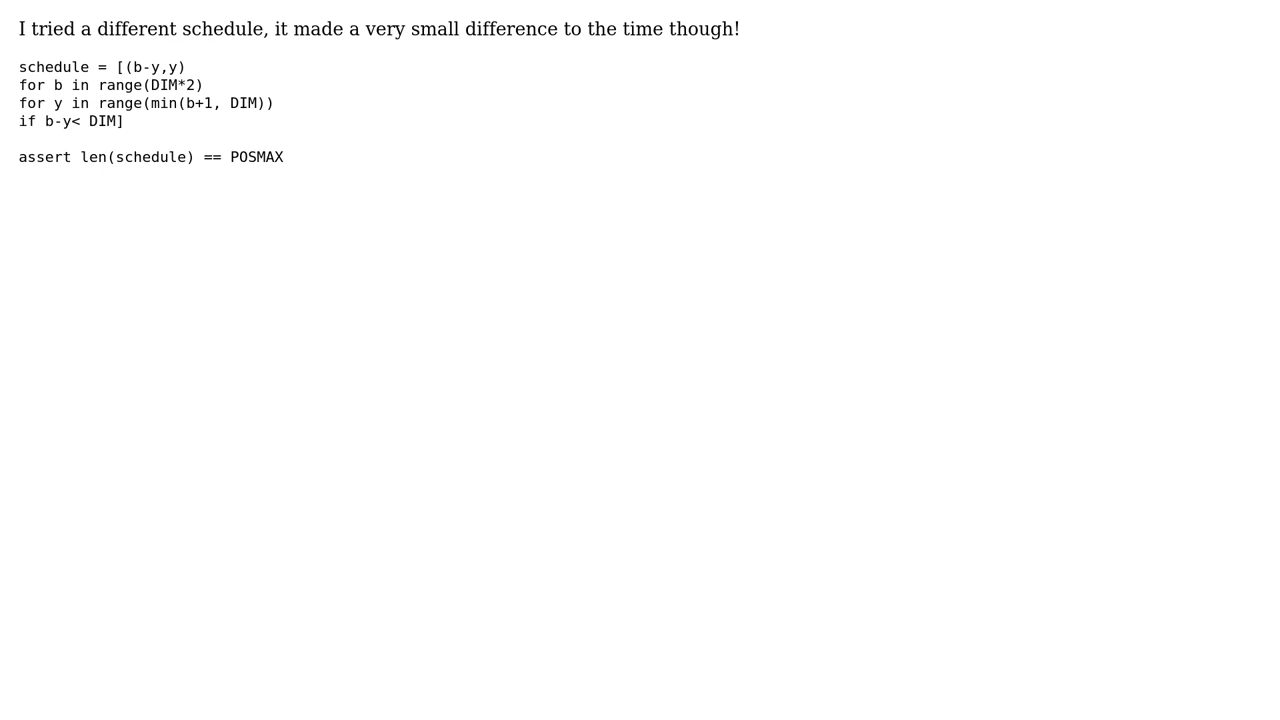 I tried a different schedule, it made a very small difference to the time though!
schedule = [(b-y,y)
for b in range(DIM*2)
for y in range(min(b+1, DIM))
if b-y< DIM]
assert len(schedule) == POSMAX